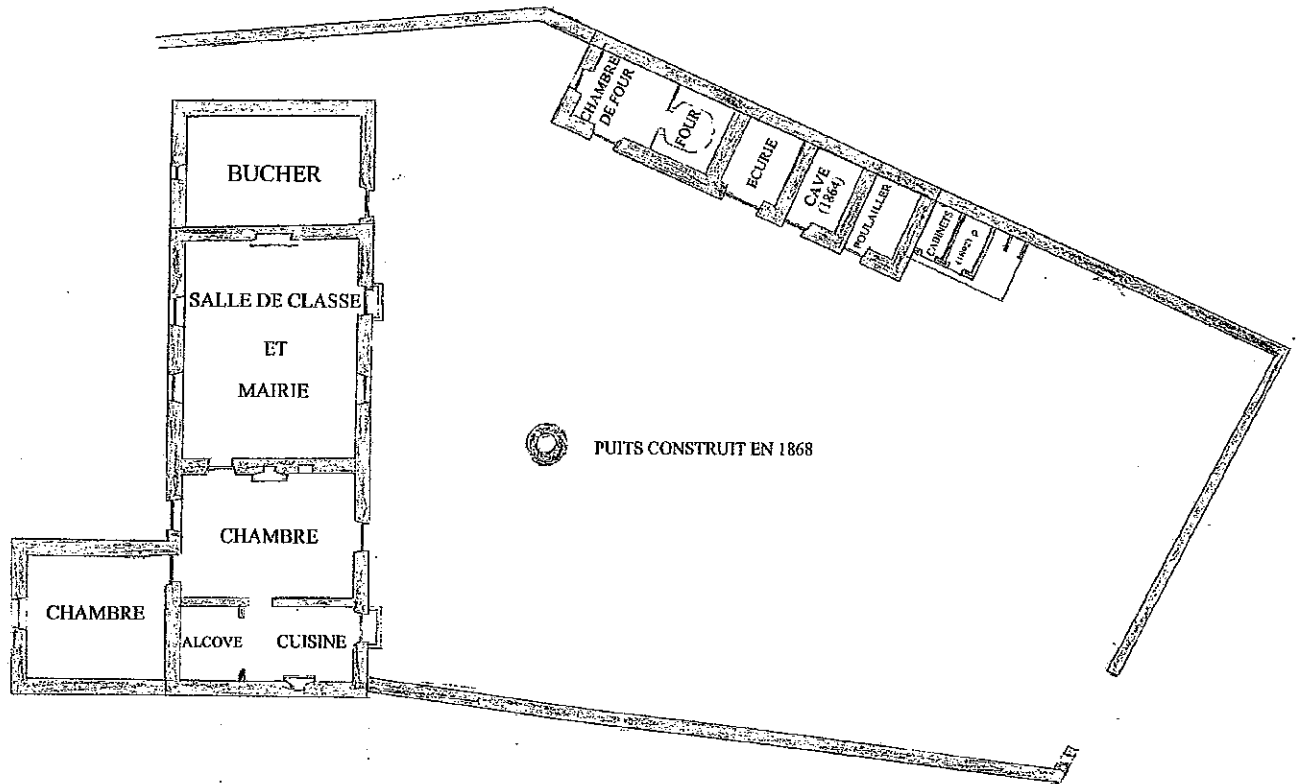 CHAMBRE
DE FOUR
FOUR
ECURIE
CAVE
(1864)
POULAILLER
CABINETS
BUCHER
SALLE DE CLASSE
ET
MAIRIE
PUITS CONSTRUIT EN 1868
CHAMBRE
CHAMBRE
ALCOVE
CUISINE